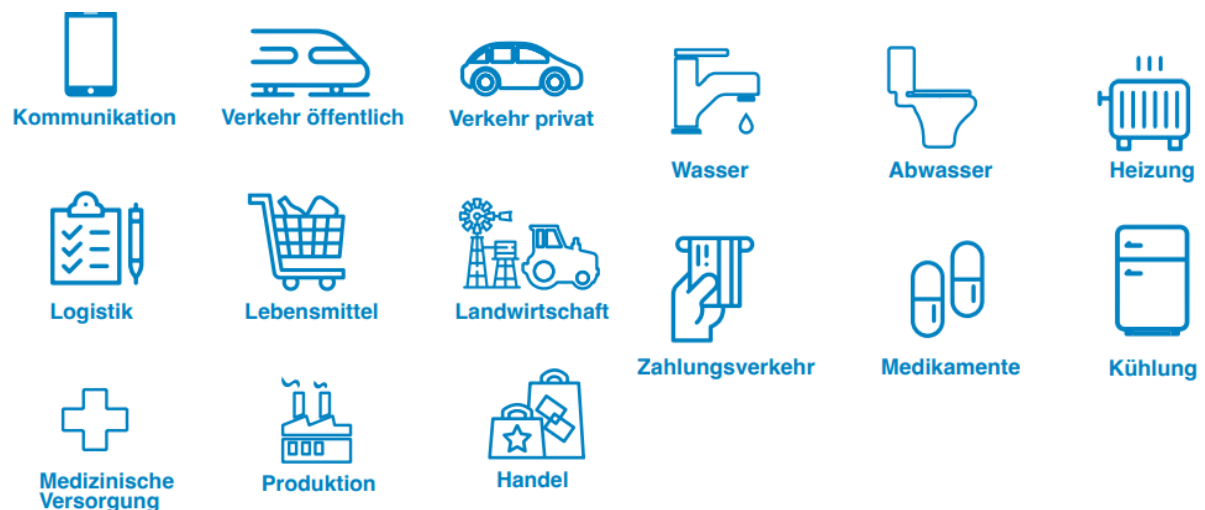 Kommunikation
Verkehr öffentlich
Verkehr privat
Wasser
Abwasser
Heizung
Logistik
Lebensmittel
Landwirtschaft
Zahlungsverkehr
Medikamente
Kühlung
Medizinische
Versorgung
Produktion
Handel